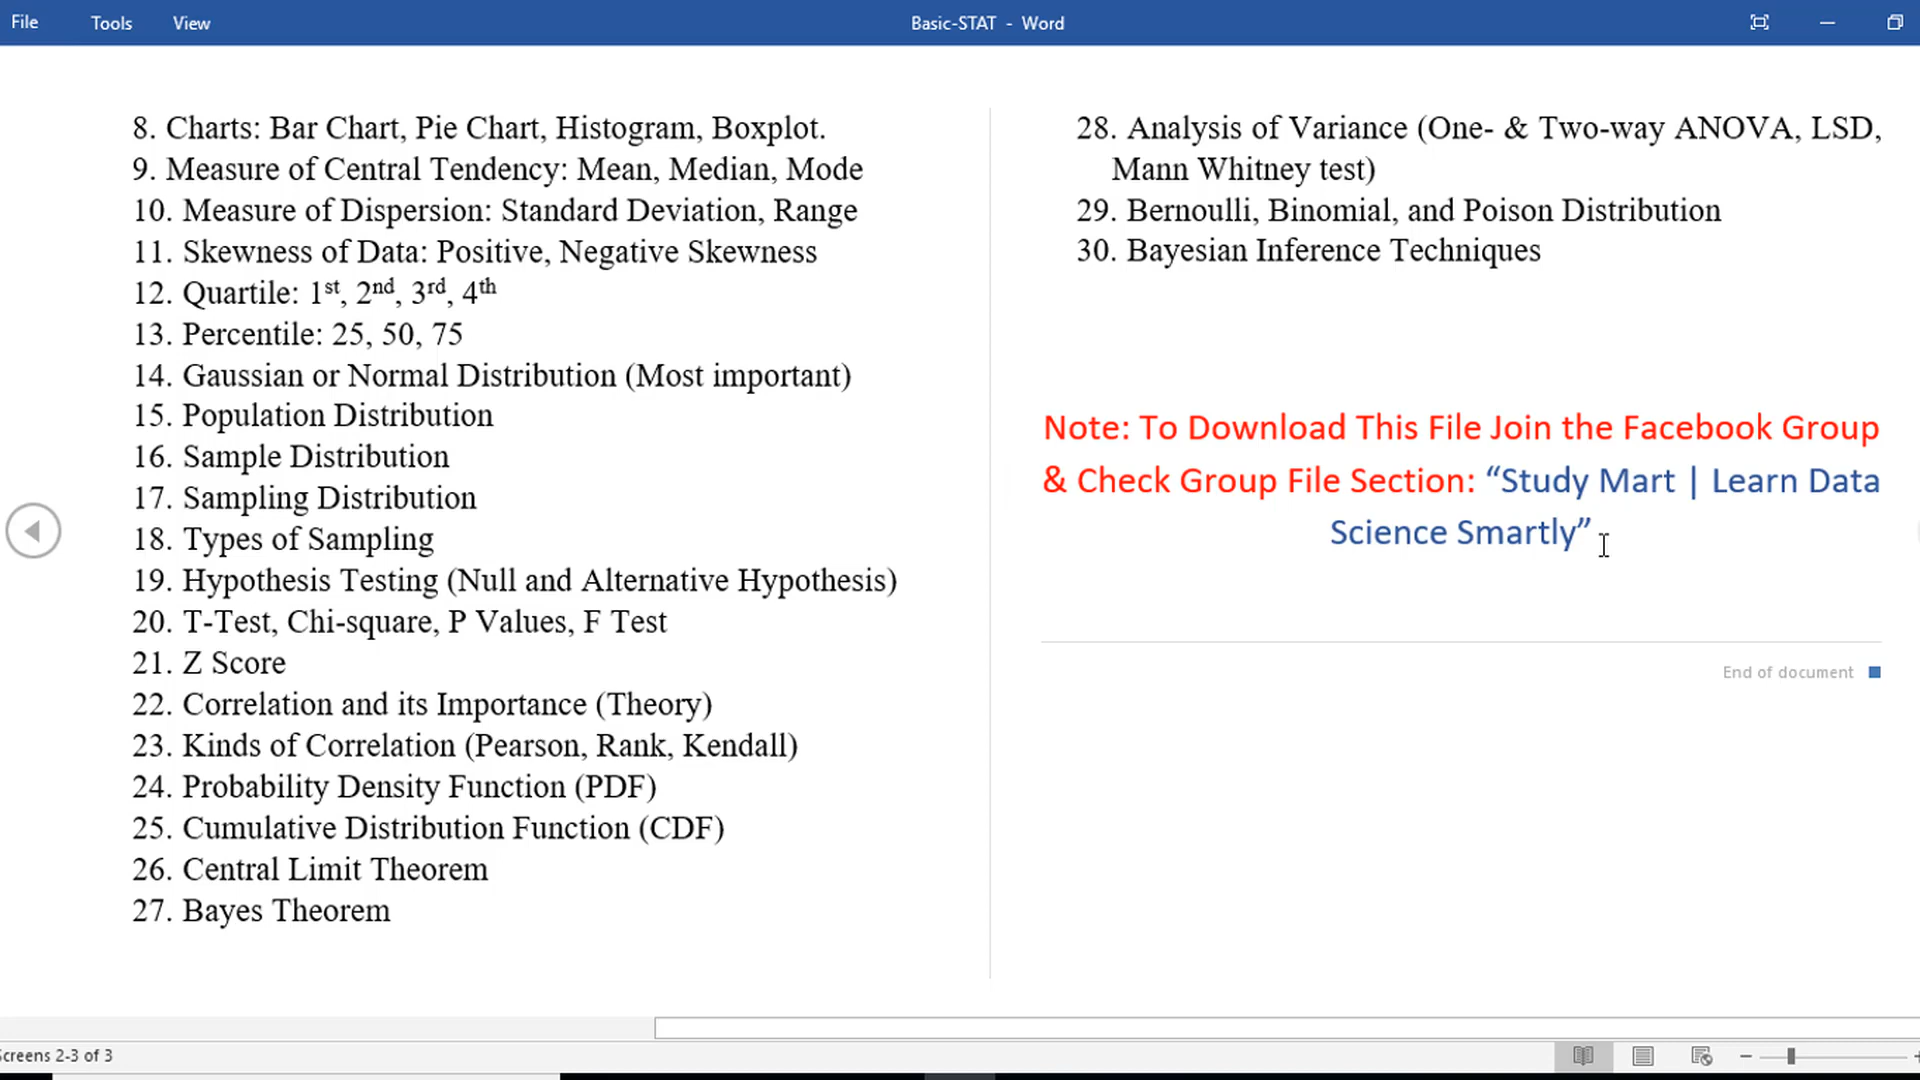 File Tools View Basic-STAT - Word
8. Charts: Bar Chart, Pie Chart, Histogram, Boxplot.
9. Measure of Central Tendency: Mean, Median, Mode
10. Measure of Dispersion: Standard Deviation, Range
11. Skewness of Data: Positive, Negative Skewness
12. Quartile: 1st, 2nd, 3rd, 4th
13. Percentile: 25, 50, 75
14. Gaussian or Normal Distribution (Most important)
15. Population Distribution
16. Sample Distribution
17. Sampling Distribution
18. Types of Sampling
19. Hypothesis Testing (Null and Alternative Hypothesis)
20. T-Test, Chi-square, P Values, F Test
21. Z Score
22. Correlation and its Importance (Theory)
23. Kinds of Correlation (Pearson, Rank, Kendall)
24. Probability Density Function (PDF)
25. Cumulative Distribution Function (CDF)
26. Central Limit Theorem
27. Bayes Theorem
28. Analysis of Variance (One- & Two-way ANOVA, LSD,
Mann Whitney test)
29. Bernoulli, Binomial, and Poison Distribution
30. Bayesian Inference Techniques
Note: To Download This File Join the Facebook Group
& Check Group File Section: “Study Mart | Learn Data
Science Smartly”
End of document
Screens 2-3 of 3